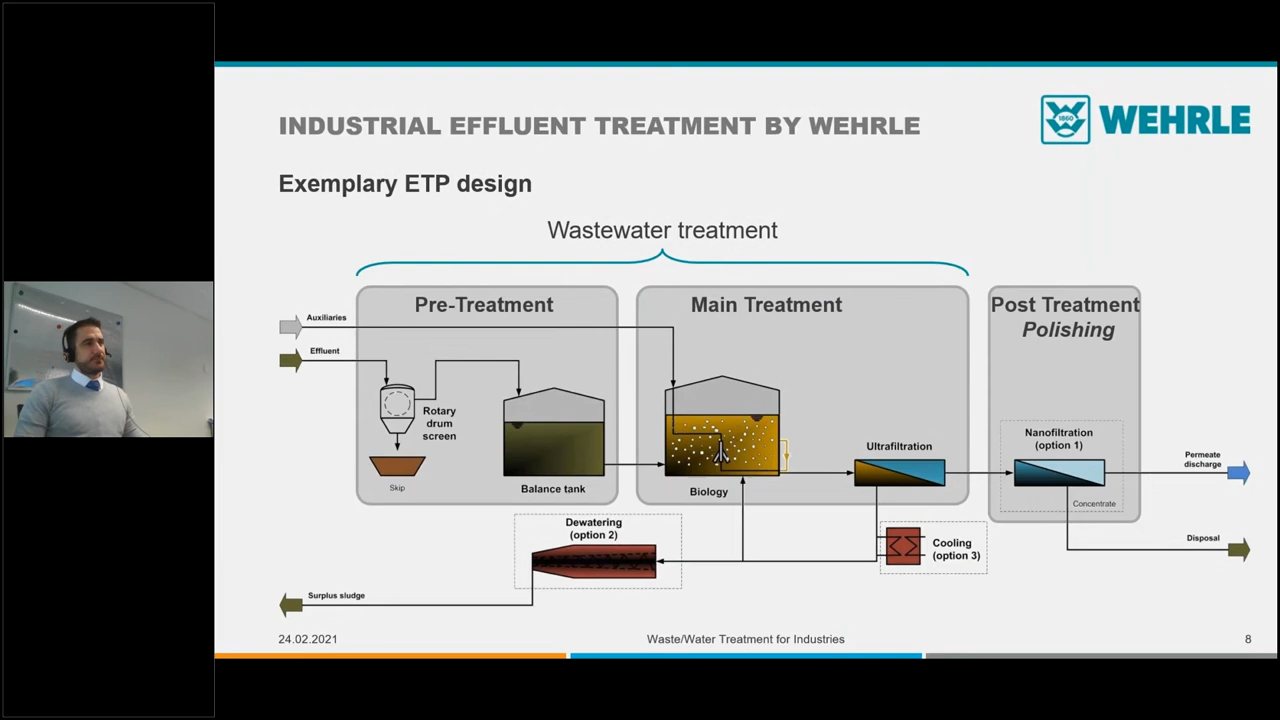 INDUSTRIAL EFFLUENT TREATMENT BY WEHRLE
1860
WEHRLE
Exemplary ETP design
Wastewater treatment
Pre-Treatment
Main Treatment
Post Treatment
Polishing
Auxiliaries
Effluent
Rotary
drum
screen
Skip
Balance tank
Biology
Ultrafiltration
Nanofiltration
(option 1)
Concentrate
Permeate
discharge
Disposal
Dewatering
(option 2)
Cooling
(option 3)
Surplus sludge
24.02.2021
Waste/Water Treatment for Industries
8